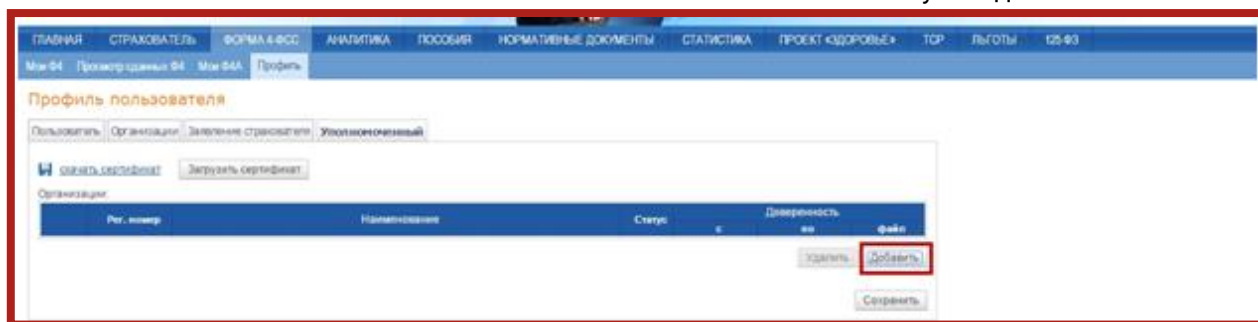 ГЛАВНАЯ СТРАХОВАТЕЛЬ ФОРМА 4-ФСС АНАЛИТИКА ПОСОБИЯ НОРМАТИВНЫЕ ДОКУМЕНТЫ СТАТИСТИКА ПРОЕКТ «ЗДОРОВЬЕ» ТСР ЛЬГОТЫ 125-ФЗ
Мои Ф4 Просмотр сданных Ф4 Мои Ф4А Профиль
Профиль пользователя
Пользователь Организации Заявление страхователя Уполномоченный
скачать сертификат Загрузить сертификат
Организации:
Рег. номер Наименование Статус Доверенность
с по файл
Удалить Добавить
Сохранить